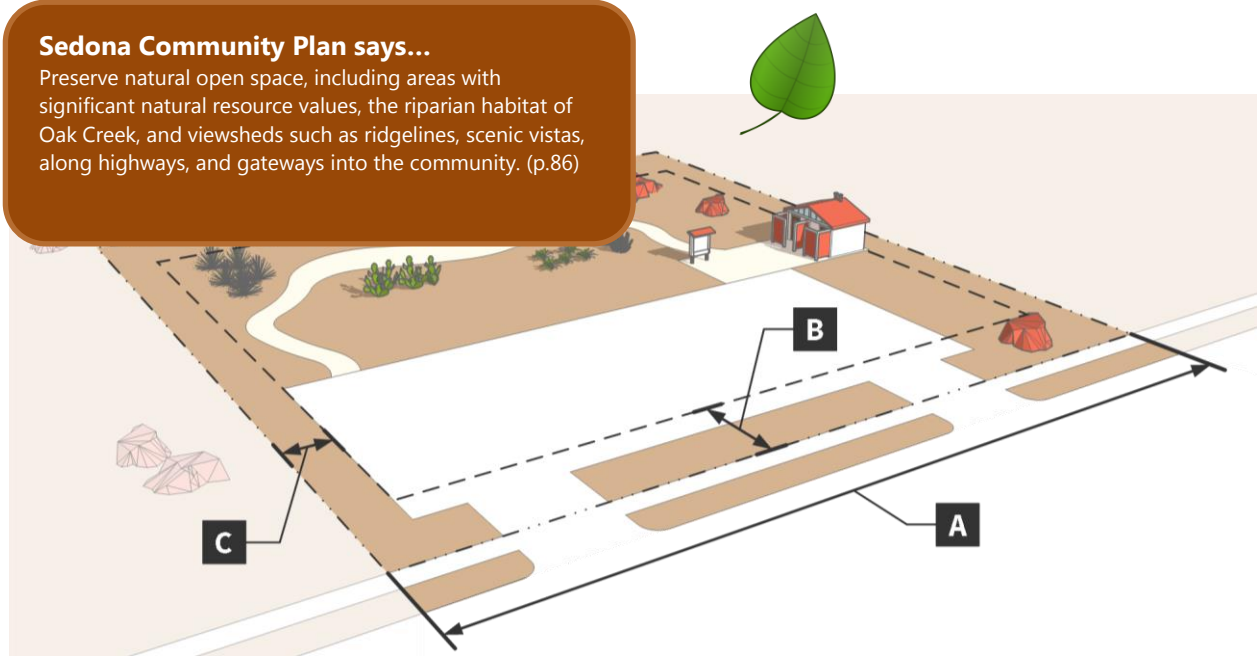 Sedona Community Plan says…
Preserve natural open space, including areas with
significant natural resource values, the riparian habitat of
Oak Creek, and viewsheds such as ridgelines, scenic vistas,
along highways, and gateways into the community. (p.86)
B
C
A